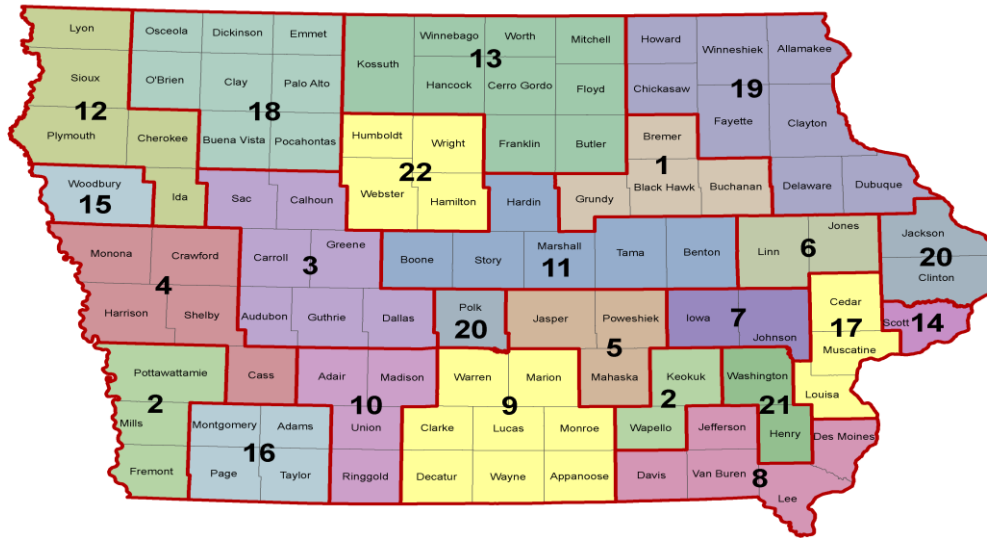 Lyon
Osceola
Dickinson
Emmet
Kossuth
Winnebago
Worth
Mitchell
Howard
Winneshiek
Allamakee
13
Sioux
O'Brien
Clay
Palo Alto
Hancock
Cerro Gordo
Floyd
Chickasaw
19
12
18
Plymouth
Cherokee
Buena Vista
Pocahontas
Humboldt
Wright
Franklin
Butler
Bremer
Fayette
Clayton
22
1
Woodbury
15
Ida
Sac
Calhoun
Webster
Hamilton
Hardin
Grundy
Black Hawk
Buchanan
Delaware
Dubuque
Monona
Crawford
Carroll
Greene
3
Boone
Story
Marshall
11
Tama
Benton
Linn
Jones
6
Jackson
20
Clinton
4
Harrison
Shelby
Audubon
Guthrie
Dallas
Polk
20
Jasper
Poweshiek
5
Iowa
7
Johnson
Cedar
17
Muscatine
Scott
14
Pottawattamie
2
Cass
Adair
Madison
10
Warren
Marion
9
Mahaska
Keokuk
2
Washington
21
Louisa
Mills
Montgomery
Adams
16
Union
Clarke
Lucas
Monroe
Wapello
Jefferson
Henry
Des Moines
Fremont
Page
Taylor
Ringgold
Decatur
Wayne
Appanoose
Davis
Van Buren
8
Lee